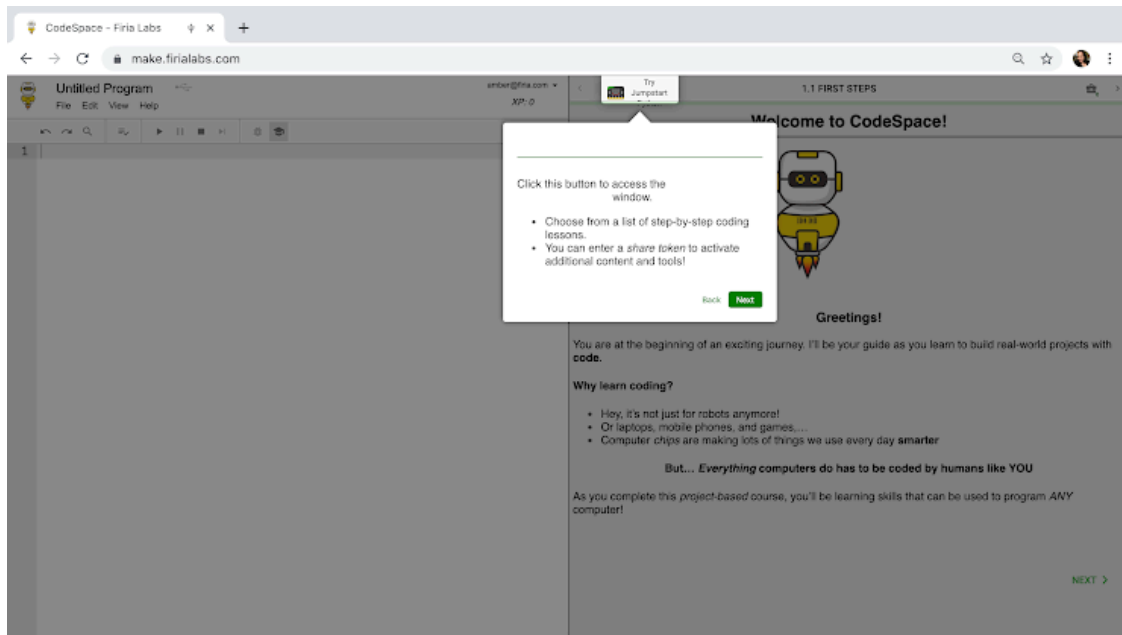 CodeSpace - Firia Labs
make.firialabs.com
Untitled Program
File Edit View Help
amber@firia.com
XP: 0
Try
Jumpstart
1.1 FIRST STEPS
1
Welcome to CodeSpace!
Click this button to access the
window.
• Choose from a list of step-by-step coding
lessons.
• You can enter a share token to activate
additional content and tools!
Back Next
Greetings!
You are at the beginning of an exciting journey. I'll be your guide as you learn to build real-world projects with
code.
Why learn coding?
• Hey, it's not just for robots anymore!
• Or laptops, mobile phones, and games,...
• Computer chips are making lots of things we use every day smarter
But... Everything computers do has to be coded by humans like YOU
As you complete this project-based course, you'll be learning skills that can be used to program ANY
computer!
NEXT >